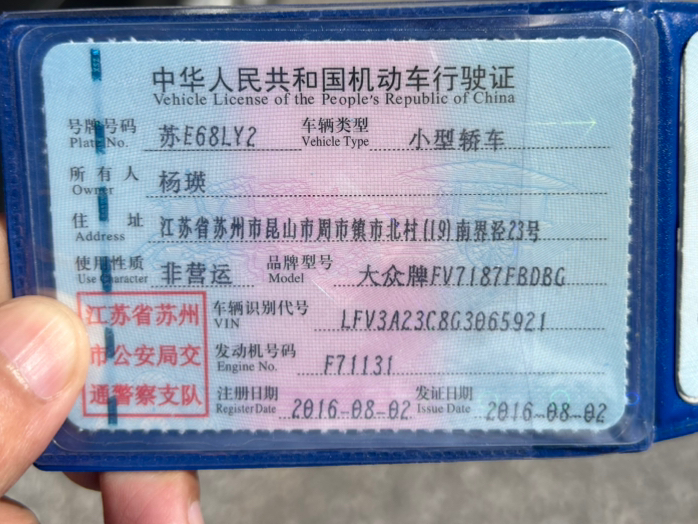 中华人民共和国机动车行驶证
Vehicle License of the People's Republic of China
号牌号码 苏E68LY2 车辆类型 小型轿车
Plate No. Vehicle Type
所有人 杨瑛
Owner
住址 江苏省苏州市昆山市周市镇市北村(19)南界泾23号
Address
使用性质 非营运 品牌型号 大众牌FV7187FBDBG
Use Character Model
江苏省苏州 车辆识别代号 LFV3A23C8G3065921
VIN
市公安局交 发动机号码 F71131
Engine No.
通警察支队 注册日期 2016-08-02 发证日期 2016-08-02
Register Date Issue Date